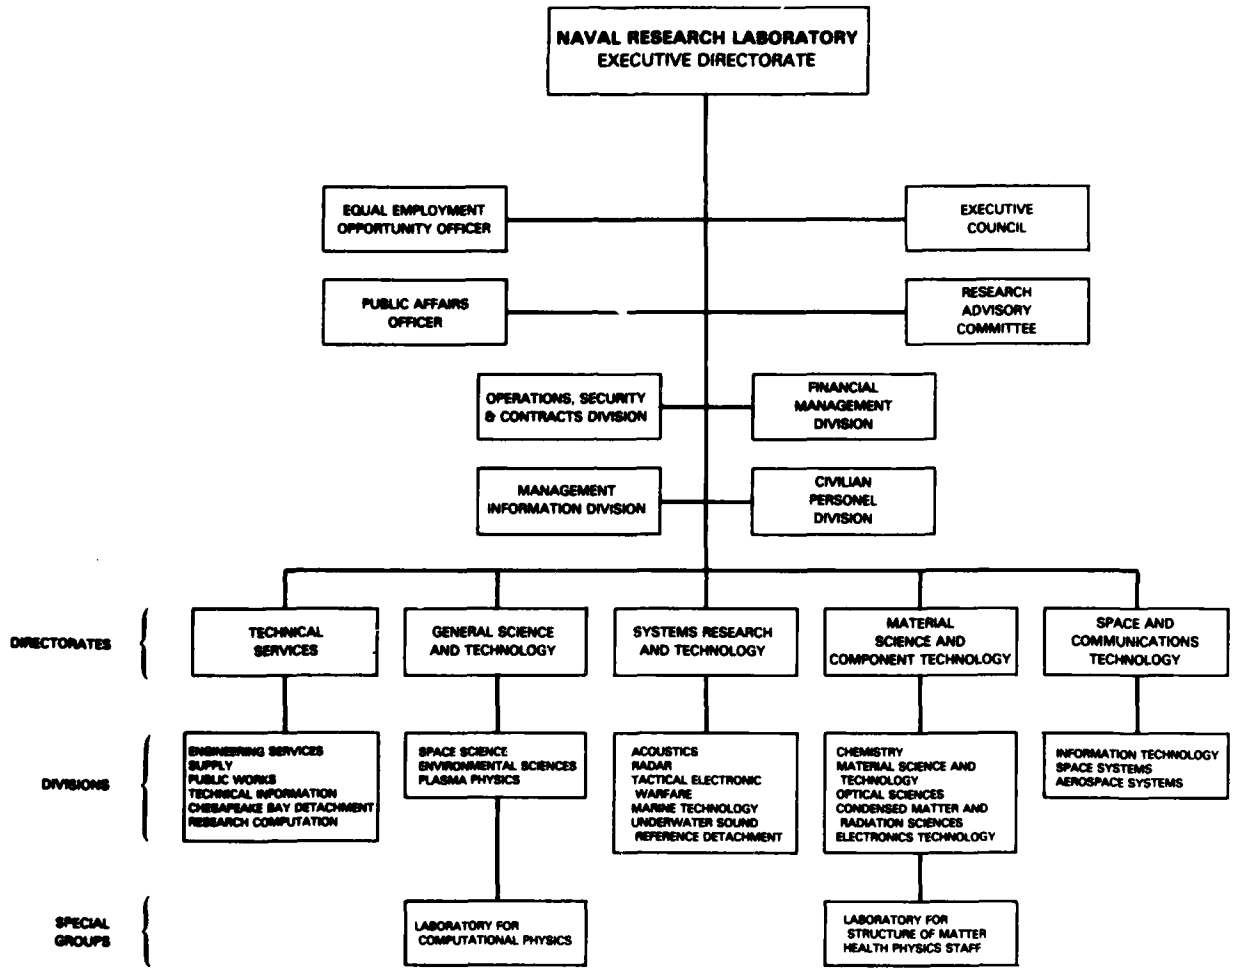 NAVAL RESEARCH LABORATORY
EXECUTIVE DIRECTORATE
EQUAL EMPLOYMENT
OPPORTUNITY OFFICER
EXECUTIVE
COUNCIL
PUBLIC AFFAIRS
OFFICER
RESEARCH
ADVISORY
COMMITTEE
OPERATIONS, SECURITY
& CONTRACTS DIVISION
FINANCIAL
MANAGEMENT
DIVISION
MANAGEMENT
INFORMATION DIVISION
CIVILIAN
PERSONEL
DIVISION
DIRECTORATES
TECHNICAL
SERVICES
GENERAL SCIENCE
AND TECHNOLOGY
SYSTEMS RESEARCH
AND TECHNOLOGY
MATERIAL
SCIENCE AND
COMPONENT TECHNOLOGY
SPACE AND
COMMUNICATIONS
TECHNOLOGY
DIVISIONS
ENGINEERING SERVICES
SUPPLY
PUBLIC WORKS
TECHNICAL INFORMATION
CHESAPEAKE BAY DETACHMENT
RESEARCH COMPUTATION
SPACE SCIENCE
ENVIRONMENTAL SCIENCES
PLASMA PHYSICS
ACOUSTICS
RADAR
TACTICAL ELECTRONIC
WARFARE
MARINE TECHNOLOGY
UNDERWATER SOUND
REFERENCE DETACHMENT
CHEMISTRY
MATERIAL SCIENCE AND
TECHNOLOGY
OPTICAL SCIENCES
CONDENSED MATTER AND
RADIATION SCIENCES
ELECTRONICS TECHNOLOGY
INFORMATION TECHNOLOGY
SPACE SYSTEMS
AEROSPACE SYSTEMS
SPECIAL
GROUPS
LABORATORY FOR
COMPUTATIONAL PHYSICS
LABORATORY FOR
STRUCTURE OF MATTER
HEALTH PHYSICS STAFF